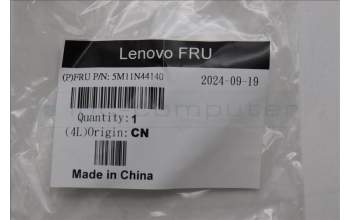 Lenovo FRU
(P)FRU P/N: 5M11N44140
2024-09-19
Quantity:1
(4L)Origin:CN
Made in China